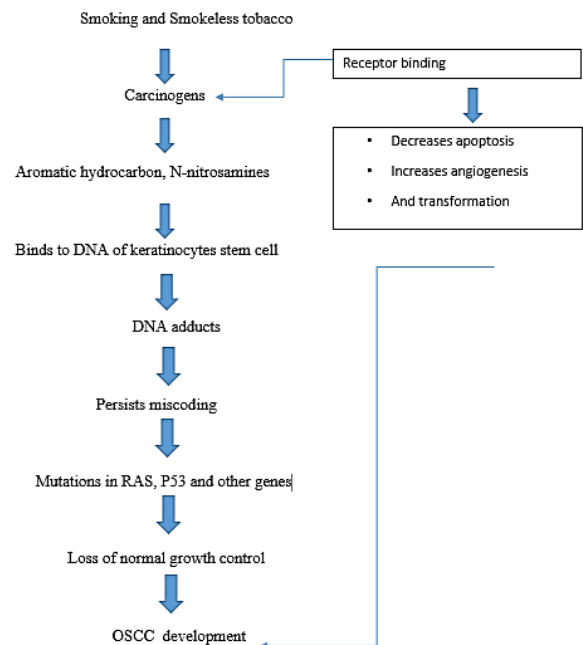 Smoking and Smokeless tobacco
Carcinogens
Aromatic hydrocarbon, N-nitrosamines
Binds to DNA of keratinocytes stem cell
DNA adducts
Persists miscoding
Mutations in RAS, P53 and other genes
Loss of normal growth control
OSCC development
Receptor binding
• Decreases apoptosis
• Increases angiogenesis
• And transformation